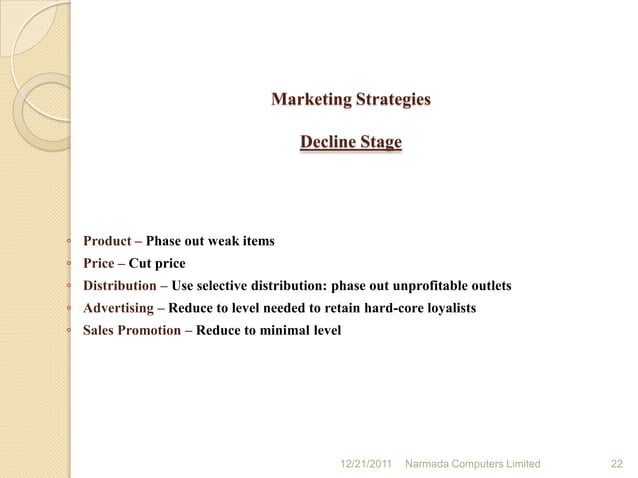 Marketing Strategies
Decline Stage
◦ Product – Phase out weak items
◦ Price – Cut price
◦ Distribution – Use selective distribution: phase out unprofitable outlets
◦ Advertising – Reduce to level needed to retain hard-core loyalists
◦ Sales Promotion – Reduce to minimal level
12/21/2011 Narmada Computers Limited 22